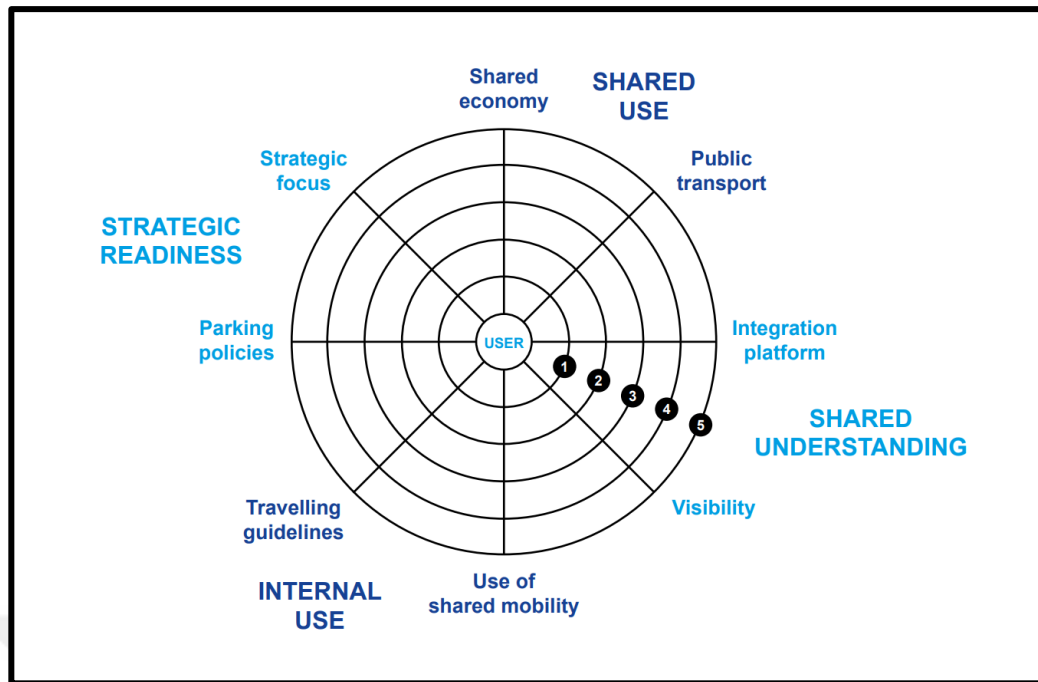 Shared
economy
SHARED
USE
Strategic
focus
Public
transport
STRATEGIC
READINESS
Parking
policies
USER
Integration
platform
1
2
3
4
5
SHARED
UNDERSTANDING
Travelling
guidelines
Visibility
INTERNAL
USE
Use of
shared mobility